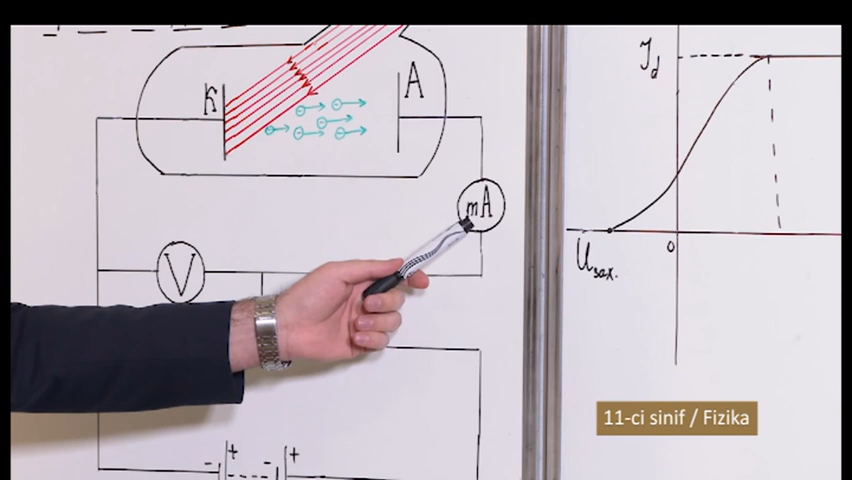 K
A
mA
V
- +
- +
I_d
U_sax.
0
11-ci sinif / Fizika